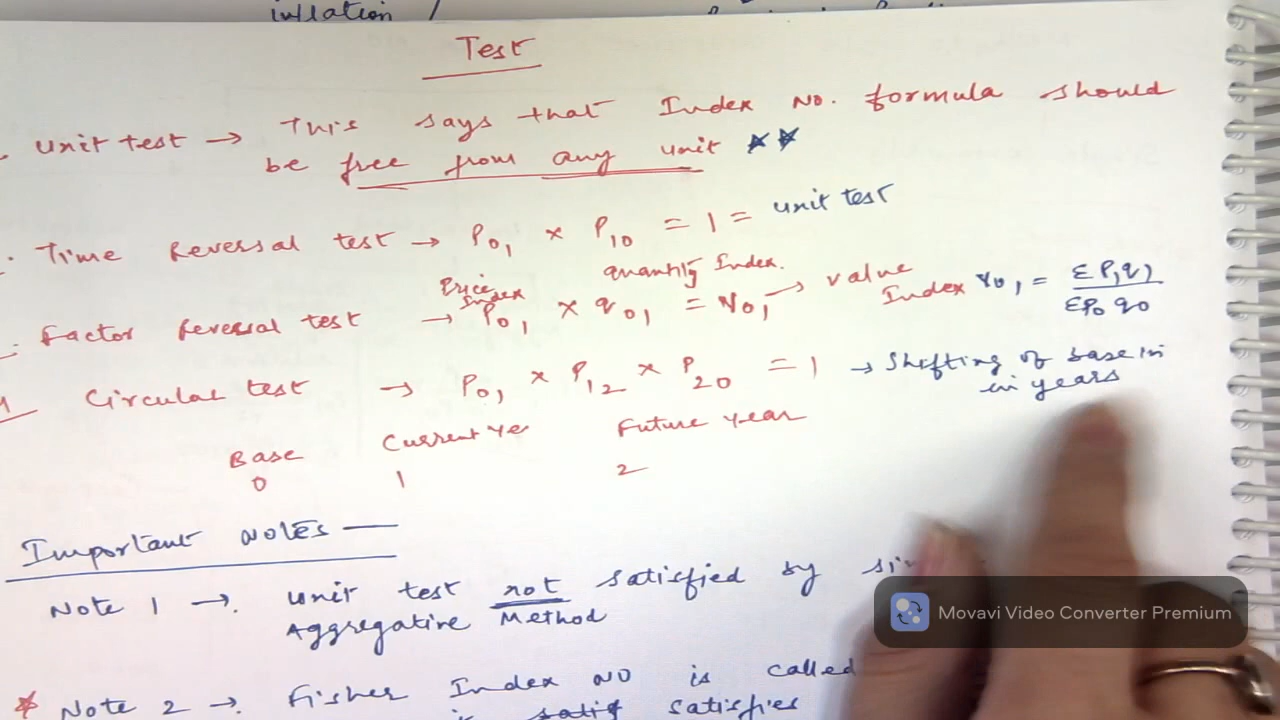 inflation /
Test
Unit test → This says that Index No. formula should
be free from any unit ★★
Time Reversal test → P01 × P10 = 1 = unit test
Price Index quantity Index.
Factor Reversal test → P01 × q01 = V01 → value Index V01 = ΣP1q1 / ΣP0q0
Circular test → P01 × P12 × P20 = 1 → Shifting of base in
in years
Base Current Ye Future year
0 1 2
Important Notes —
Note 1 → . Unit test not satisfied by
Aggregative Method
* Note 2 → . Fisher Index No is called
satisfies
Movavi Video Converter Premium